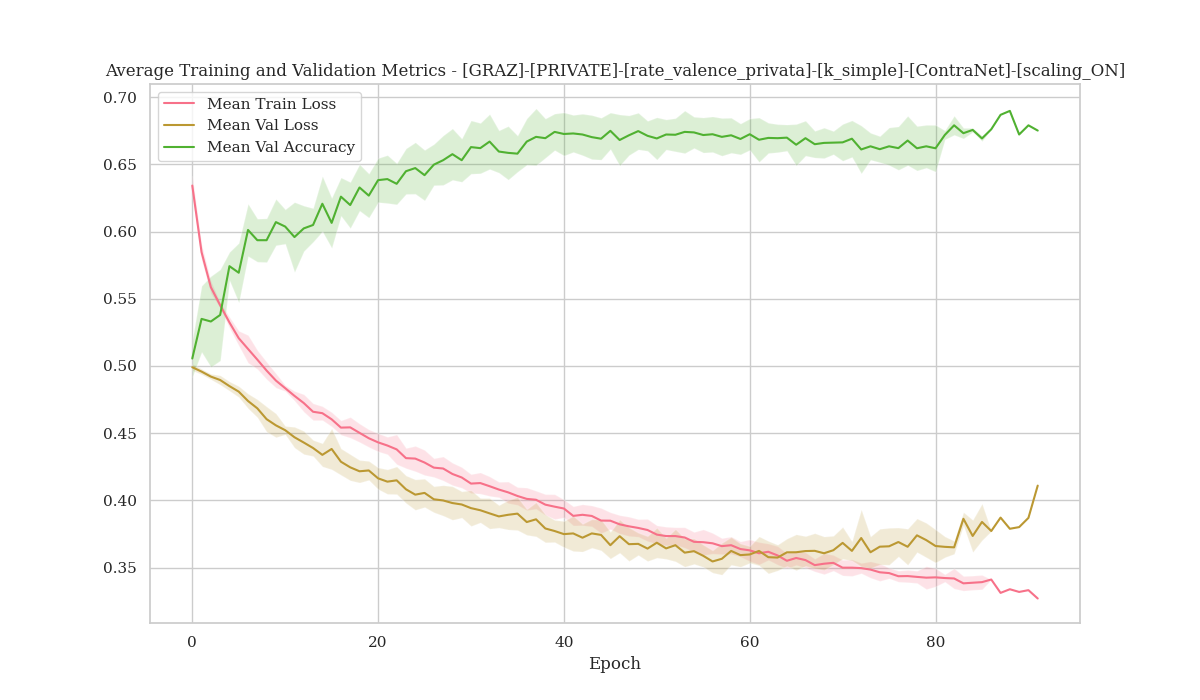 Average Training and Validation Metrics - [GRAZ]-[PRIVATE]-[rate_valence_privata]-[k_simple]-[ContraNet]-[scaling_ON]
Mean Train Loss
Mean Val Loss
Mean Val Accuracy
0.70
0.65
0.60
0.55
0.50
0.45
0.40
0.35
0 20 40 60 80
Epoch